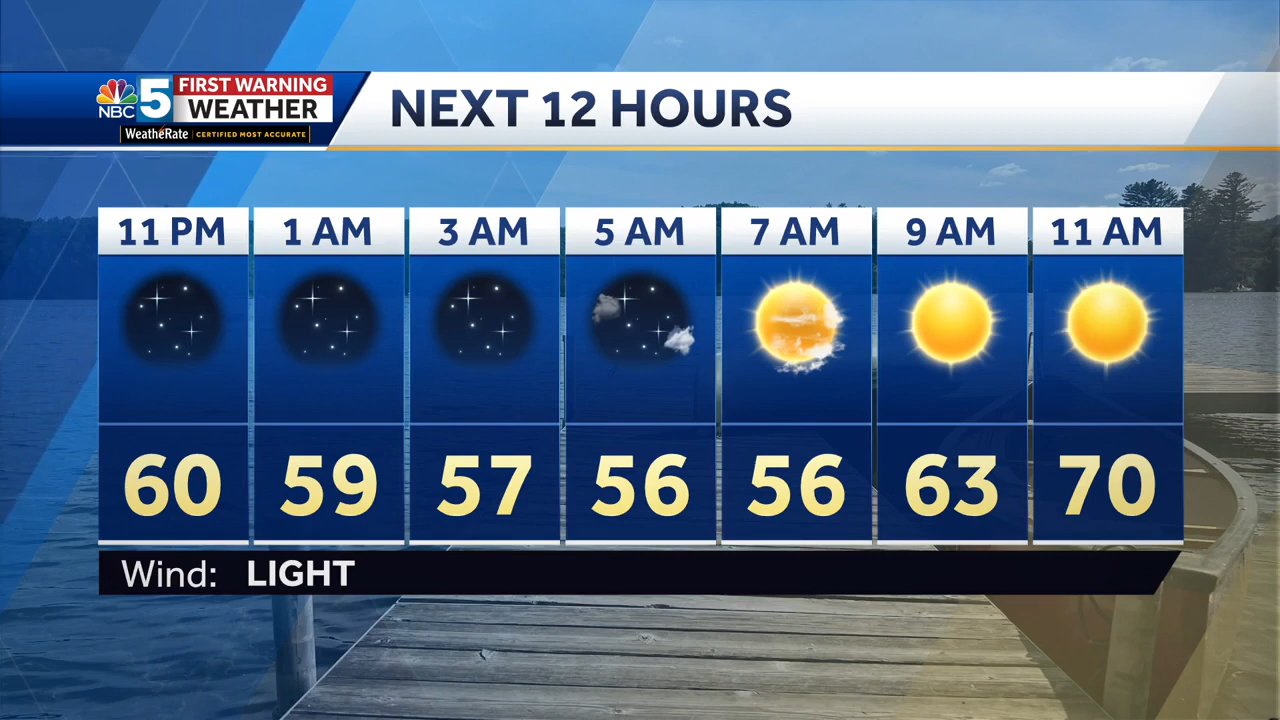 NBC 5 FIRST WARNING
WEATHER
WeatheRate CERTIFIED MOST ACCURATE
NEXT 12 HOURS
11 PM 1 AM 3 AM 5 AM 7 AM 9 AM 11 AM
60 59 57 56 56 63 70
Wind: LIGHT